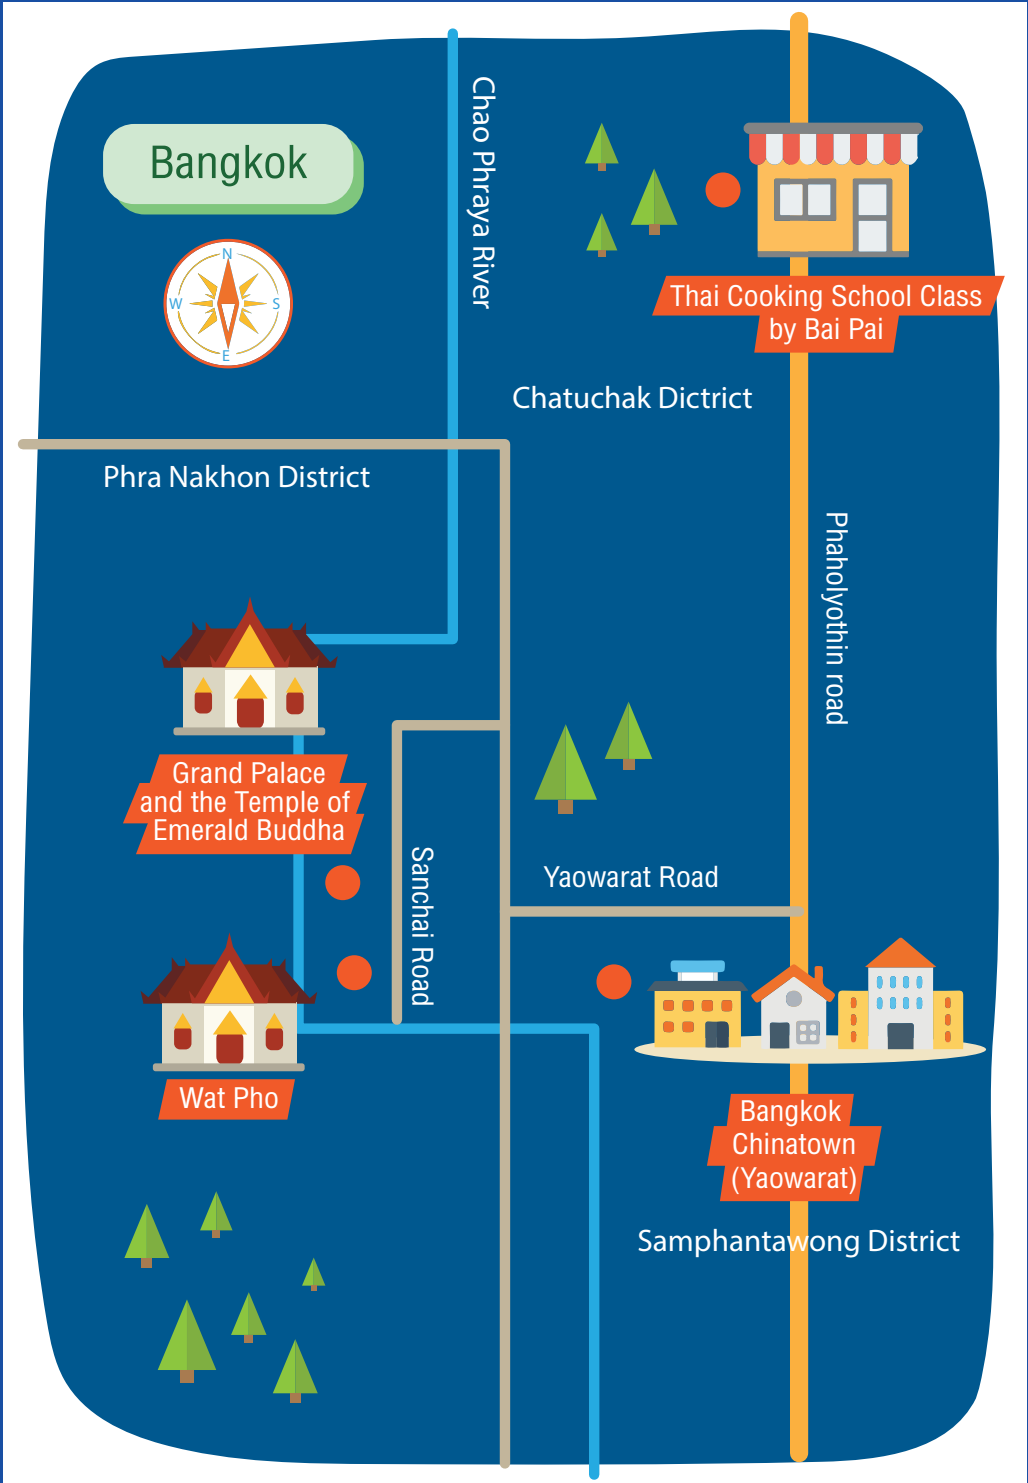 Bangkok
N
W
S
E
Chao Phraya River
Thai Cooking School Class
by Bai Pai
Chatuchak Dictrict
Phra Nakhon District
Phaholyothin road
Grand Palace
and the Temple of
Emerald Buddha
Sanchai Road
Yaowarat Road
Wat Pho
Bangkok
Chinatown
(Yaowarat)
Samphantawong District